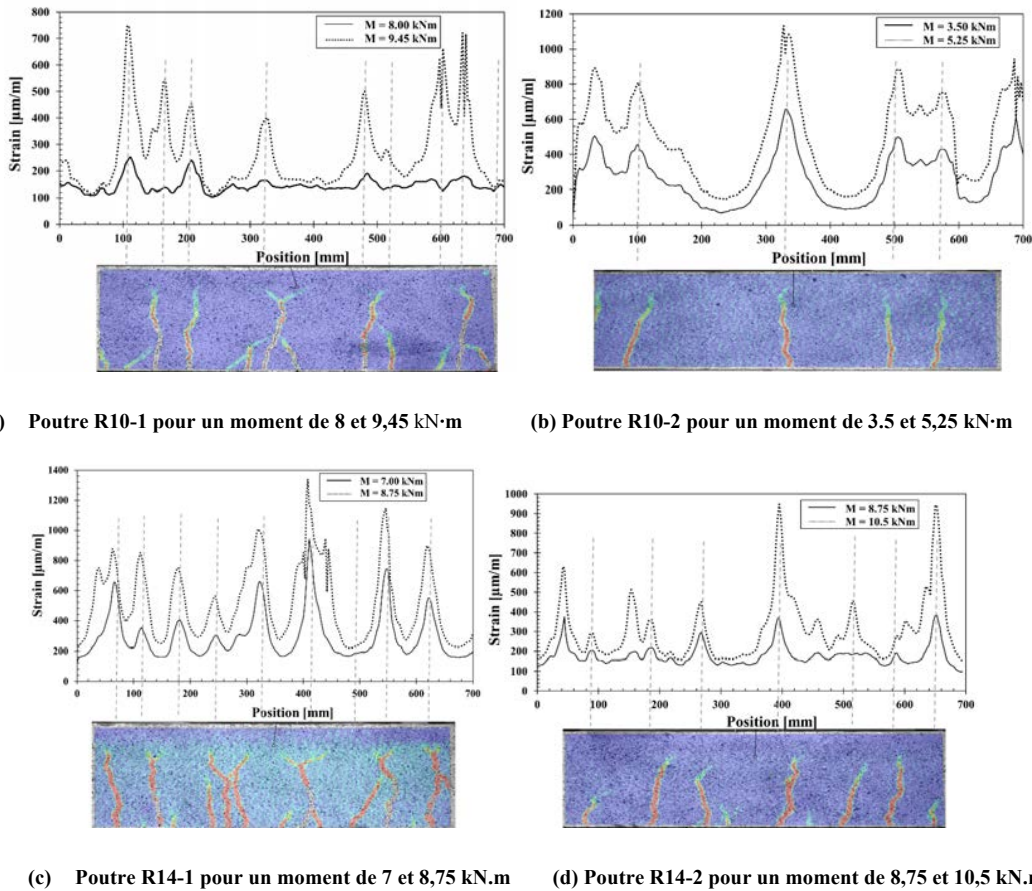 800
700
600
500
400
300
200
100
0
Strain [µm/m]
M = 8.00 kNm
M = 9.45 kNm
0 100 200 300 400 500 600 700
Position [mm]
1200
1000
800
600
400
200
0
Strain [µm/m]
M = 3.50 kNm
M = 5.25 kNm
0 100 200 300 400 500 600 700
Position [mm]
) Poutre R10-1 pour un moment de 8 et 9,45 kN·m
(b) Poutre R10-2 pour un moment de 3.5 et 5,25 kN·m
1400
1200
1000
800
600
400
200
0
Strain [µm/m]
M = 7.00 kNm
M = 8.75 kNm
0 100 200 300 400 500 600 700
Position [mm]
1000
900
800
700
600
500
400
300
200
100
0
Strain [µm/m]
M = 8.75 kNm
M = 10.5 kNm
0 100 200 300 400 500 600 700
Position [mm]
(c) Poutre R14-1 pour un moment de 7 et 8,75 kN.m
(d) Poutre R14-2 pour un moment de 8,75 et 10,5 kN.